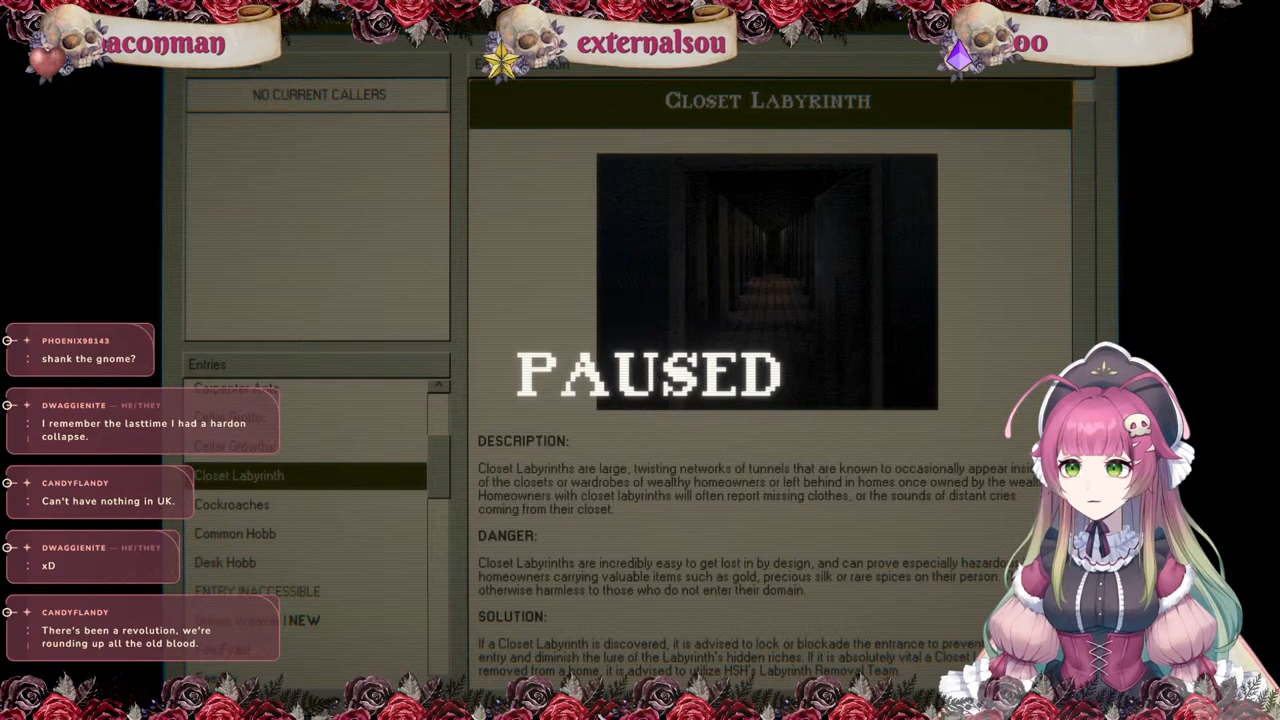 aconman
externalsou
oo
NO CURRENT CALLERS
CLOSET LABYRINTH
PAUSED
Entries
Carpenter Ants
Cellar Grotto
Cellar Growths
Closet Labyrinth
Cockroaches
Common Hobb
Desk Hobb
ENTRY INACCESSIBLE
NEW
DESCRIPTION:
Closet Labyrinths are large, twisting networks of tunnels that are known to occasionally appear
of the closets or wardrobes of wealthy homeowners or left behind in homes once owned by the
Homeowners with closet labyrinths will often report missing clothes, or the sounds of distant cries
coming from their closet.
DANGER:
Closet Labyrinths are incredibly easy to get lost in by design, and can prove especially
homeowners carrying valuable items such as gold, precious silk or rare spices on their person.
otherwise harmless to those who do not enter their domain.
SOLUTION:
If a Closet Labyrinth is discovered, it is advised to lock or blockade the entrance to
entry and diminish the lure of the Labyrinth's hidden riches. If it is absolutely vital a Closet
removed from a home, it is advised to utilize HSH's Labyrinth Removal Team.
PHOENIX98143
shank the gnome?
DWAGGIENITE — HE/THEY
I remember the lasttime I had a hardon
collapse.
CANDYFLANDY
Can't have nothing in UK.
DWAGGIENITE — HE/THEY
xD
CANDYFLANDY
There's been a revolution, we're
rounding up all the old blood.